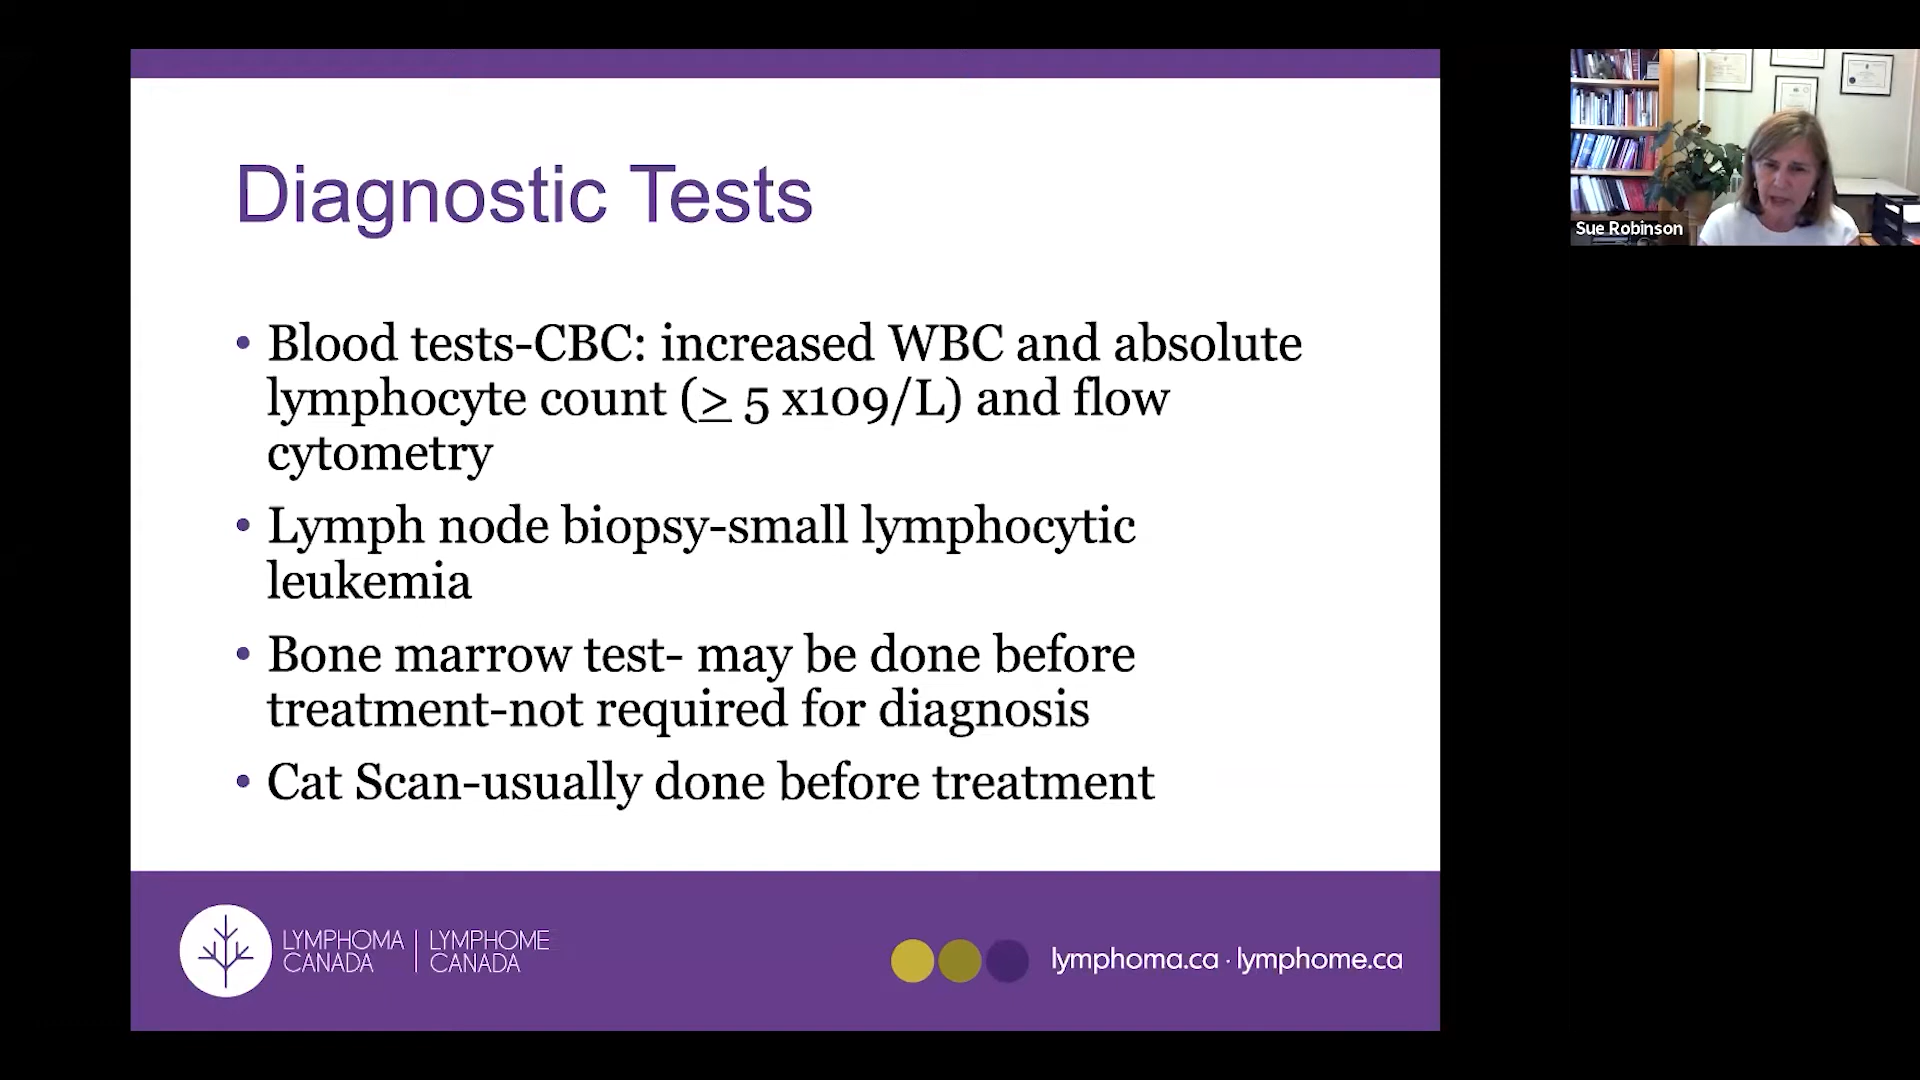 Diagnostic Tests
• Blood tests-CBC: increased WBC and absolute
lymphocyte count (≥ 5 x109/L) and flow
cytometry
• Lymph node biopsy-small lymphocytic
leukemia
• Bone marrow test- may be done before
treatment-not required for diagnosis
• Cat Scan-usually done before treatment
LYMPHOMA CANADA | LYMPHOME CANADA
lymphoma.ca · lymphome.ca
Sue Robinson